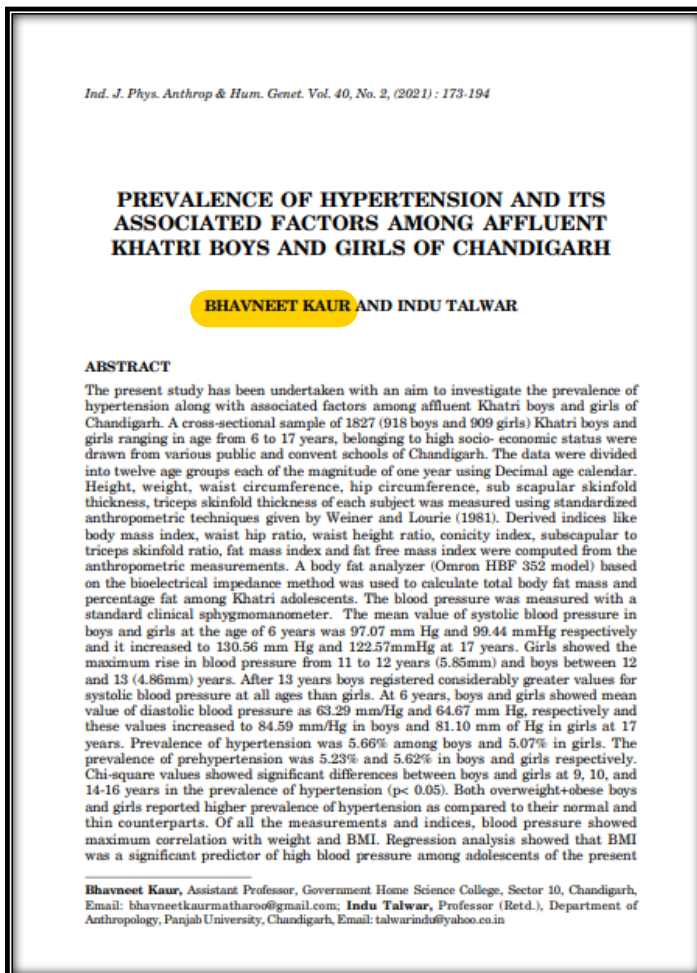 Ind. J. Phys. Anthrop & Hum. Genet. Vol. 40, No. 2, (2021) : 173-194
PREVALENCE OF HYPERTENSION AND ITS
ASSOCIATED FACTORS AMONG AFFLUENT
KHATRI BOYS AND GIRLS OF CHANDIGARH
BHAVNEET KAUR AND INDU TALWAR
ABSTRACT
The present study has been undertaken with an aim to investigate the prevalence of
hypertension along with associated factors among affluent Khatri boys and girls of
Chandigarh. A cross-sectional sample of 1827 (918 boys and 909 girls) Khatri boys and
girls ranging in age from 6 to 17 years, belonging to high socio- economic status were
drawn from various public and convent schools of Chandigarh. The data were divided
into twelve age groups each of the magnitude of one year using Decimal age calendar.
Height, weight, waist circumference, hip circumference, sub scapular skinfold
thickness, triceps skinfold thickness of each subject was measured using standardized
anthropometric techniques given by Weiner and Lourie (1981). Derived indices like
body mass index, waist hip ratio, waist height ratio, conicity index, subscapular to
triceps skinfold ratio, fat mass index and fat free mass index were computed from the
anthropometric measurements. A body fat analyzer (Omron HBF 352 model) based
on the bioelectrical impedance method was used to calculate total body fat mass and
percentage fat among Khatri adolescents. The blood pressure was measured with a
standard clinical sphygmomanometer. The mean value of systolic blood pressure in
boys and girls at the age of 6 years was 97.07 mm Hg and 99.44 mmHg respectively
and it increased to 130.56 mm Hg and 122.57mmHg at 17 years. Girls showed the
maximum rise in blood pressure from 11 to 12 years (5.85mm) and boys between 12
and 13 (4.86mm) years. After 13 years boys registered considerably greater values for
systolic blood pressure at all ages than girls. At 6 years, boys and girls showed mean
value of diastolic blood pressure as 63.29 mm/Hg and 64.67 mm Hg, respectively and
these values increased to 84.59 mm/Hg in boys and 81.10 mm of Hg in girls at 17
years. Prevalence of hypertension was 5.66% among boys and 5.07% in girls. The
prevalence of prehypertension was 5.23% and 5.62% in boys and girls respectively.
Chi-square values showed significant differences between boys and girls at 9, 10, and
14-16 years in the prevalence of hypertension (p< 0.05). Both overweight+obese boys
and girls reported higher prevalence of hypertension as compared to their normal and
thin counterparts. Of all the measurements and indices, blood pressure showed
maximum correlation with weight and BMI. Regression analysis showed that BMI
was a significant predictor of high blood pressure among adolescents of the present
Bhavneet Kaur, Assistant Professor, Government Home Science College, Sector 10, Chandigarh,
Email: bhavneetkaurmatharoo@gmail.com; Indu Talwar, Professor (Retd.), Department of
Anthropology, Panjab University, Chandigarh, Email: talwarindu@yahoo.co.in